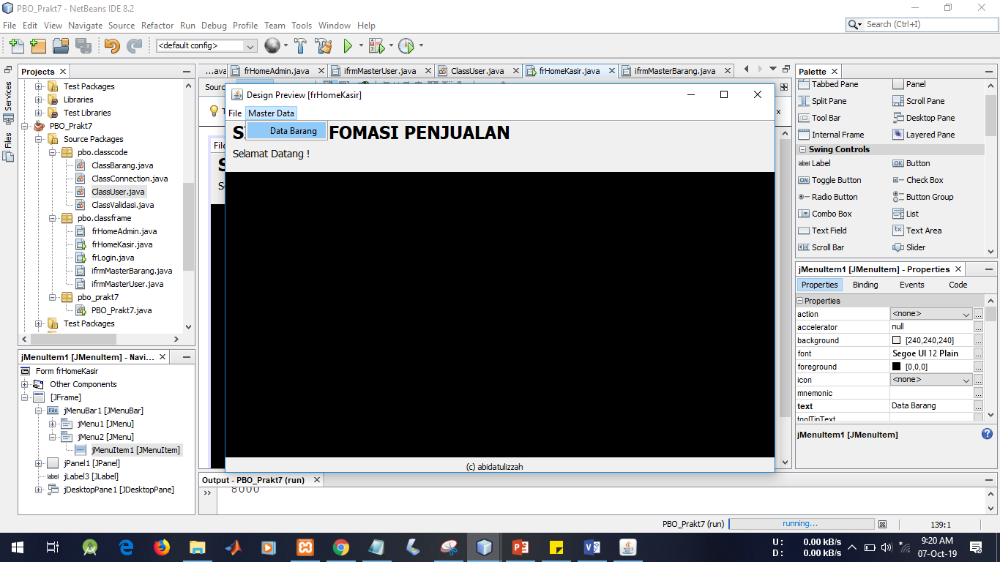 PBO_Prakt7 - NetBeans IDE 8.2
File Edit View Navigate Source Refactor Run Debug Profile Team Tools Window Help
Search (Ctrl+I)
<default config>
Services
Files
Projects
Test Packages
Libraries
Test Libraries
PBO_Prakt7
Source Packages
pbo.classcode
ClassBarang.java
ClassConnection.java
ClassUser.java
ClassValidasi.java
pbo.classframe
frHomeAdmin.java
frHomeKasir.java
frLogin.java
ifrmMasterBarang.java
ifrmMasterUser.java
pbo_prakt7
PBO_Prakt7.java
Test Packages
jMenuItem1 [JMenuItem] - Navi...
Form frHomeKasir
Other Components
[JFrame]
jMenuBar1 [JMenuBar]
jMenu1 [JMenu]
jMenu2 [JMenu]
jMenuItem1 [JMenuItem]
jPanel1 [JPanel]
jLabel3 [JLabel]
jDesktopPane1 [JDesktopPane]
...ava frHomeAdmin.java ifrmMasterUser.java ClassUser.java frHomeKasir.java ifrmMasterBarang.java
Design Preview [frHomeKasir]
File Master Data
Data Barang
FOMASI PENJUALAN
Selamat Datang !
(c) abidatulizzah
Output - PBO_Prakt7 (run)
8000
Palette
Tabbed Pane Panel
Split Pane Scroll Pane
Tool Bar Desktop Pane
Internal Frame Layered Pane
Swing Controls
label Label OK Button
ON Toggle Button Check Box
Radio Button Button Group
Combo Box List
Text Field Text Area
Scroll Bar Slider
jMenuItem1 [JMenuItem] - Properties
Properties Binding Events Code
Properties
action <none>
accelerator null
background [240,240,240]
font Segoe UI 12 Plain
foreground [0,0,0]
icon <none>
mnemonic
text Data Barang
toolTipText
jMenuItem1 [JMenuItem]
PBO_Prakt7 (run) running... 139:1
U: 0.00 kB/s
D: 0.00 kB/s
9:20 AM
07-Oct-19